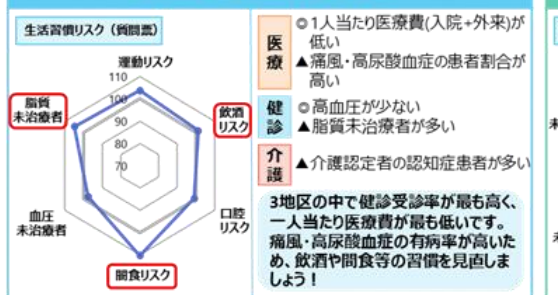 生活習慣リスク（質問票）
運動リスク
110
100
90
80
70
脂質
未治療者
飲酒
リスク
血圧
未治療者
口腔
リスク
間食リスク
医療
◎1人当たり医療費(入院+外来)が
低い
▲痛風・高尿酸血症の患者割合が
高い
健診
◎高血圧が少ない
▲脂質未治療者が多い
介護
▲介護認定者の認知症患者が多い
3地区の中で健診受診率が最も高く、
一人当たり医療費が最も低いです。
痛風・高尿酸血症の有病率が高いた
め、飲酒や間食等の習慣を見直しま
しょう！